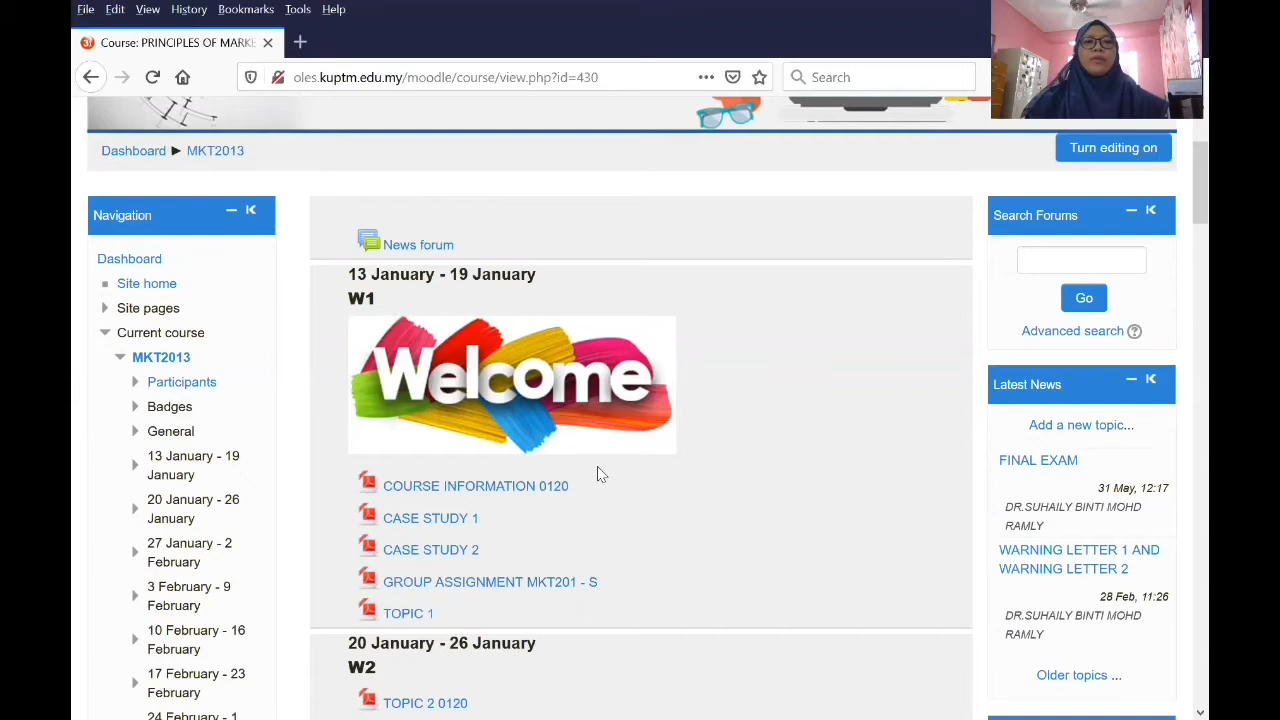 File Edit View History Bookmarks Tools Help
Course: PRINCIPLES OF MARKE
oles.kuptm.edu.my/moodle/course/view.php?id=430
Search
Dashboard ► MKT2013
Turn editing on
Navigation
Dashboard
Site home
Site pages
Current course
MKT2013
Participants
Badges
General
13 January - 19
January
20 January - 26
January
27 January - 2
February
3 February - 9
February
10 February - 16
February
17 February - 23
February
24 February - 1
News forum
13 January - 19 January
W1
Welcome
COURSE INFORMATION 0120
CASE STUDY 1
CASE STUDY 2
GROUP ASSIGNMENT MKT201 - S
TOPIC 1
20 January - 26 January
W2
TOPIC 2 0120
Search Forums
Go
Advanced search
Latest News
Add a new topic...
FINAL EXAM
31 May, 12:17
DR.SUHAILY BINTI MOHD
RAMLY
WARNING LETTER 1 AND
WARNING LETTER 2
28 Feb, 11:26
DR.SUHAILY BINTI MOHD
RAMLY
Older topics ...